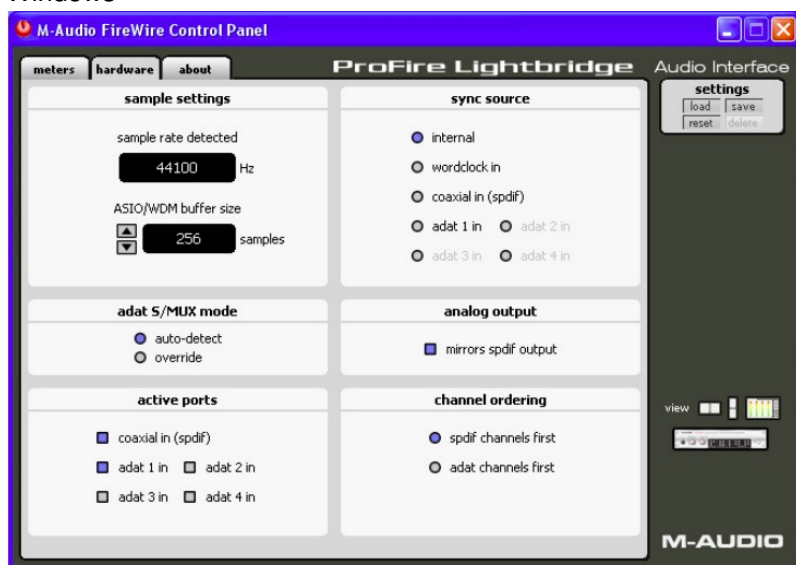 Windows
M-Audio FireWire Control Panel
meters hardware about
ProFire Lightbridge Audio Interface
sample settings
sample rate detected
44100 Hz
ASIO/WDM buffer size
256 samples
sync source
internal
wordclock in
coaxial in (spdif)
adat 1 in adat 2 in
adat 3 in adat 4 in
settings
load save
reset delete
adat S/MUX mode
auto-detect
override
analog output
mirrors spdif output
active ports
coaxial in (spdif)
adat 1 in adat 2 in
adat 3 in adat 4 in
channel ordering
spdif channels first
adat channels first
view
M-AUDIO